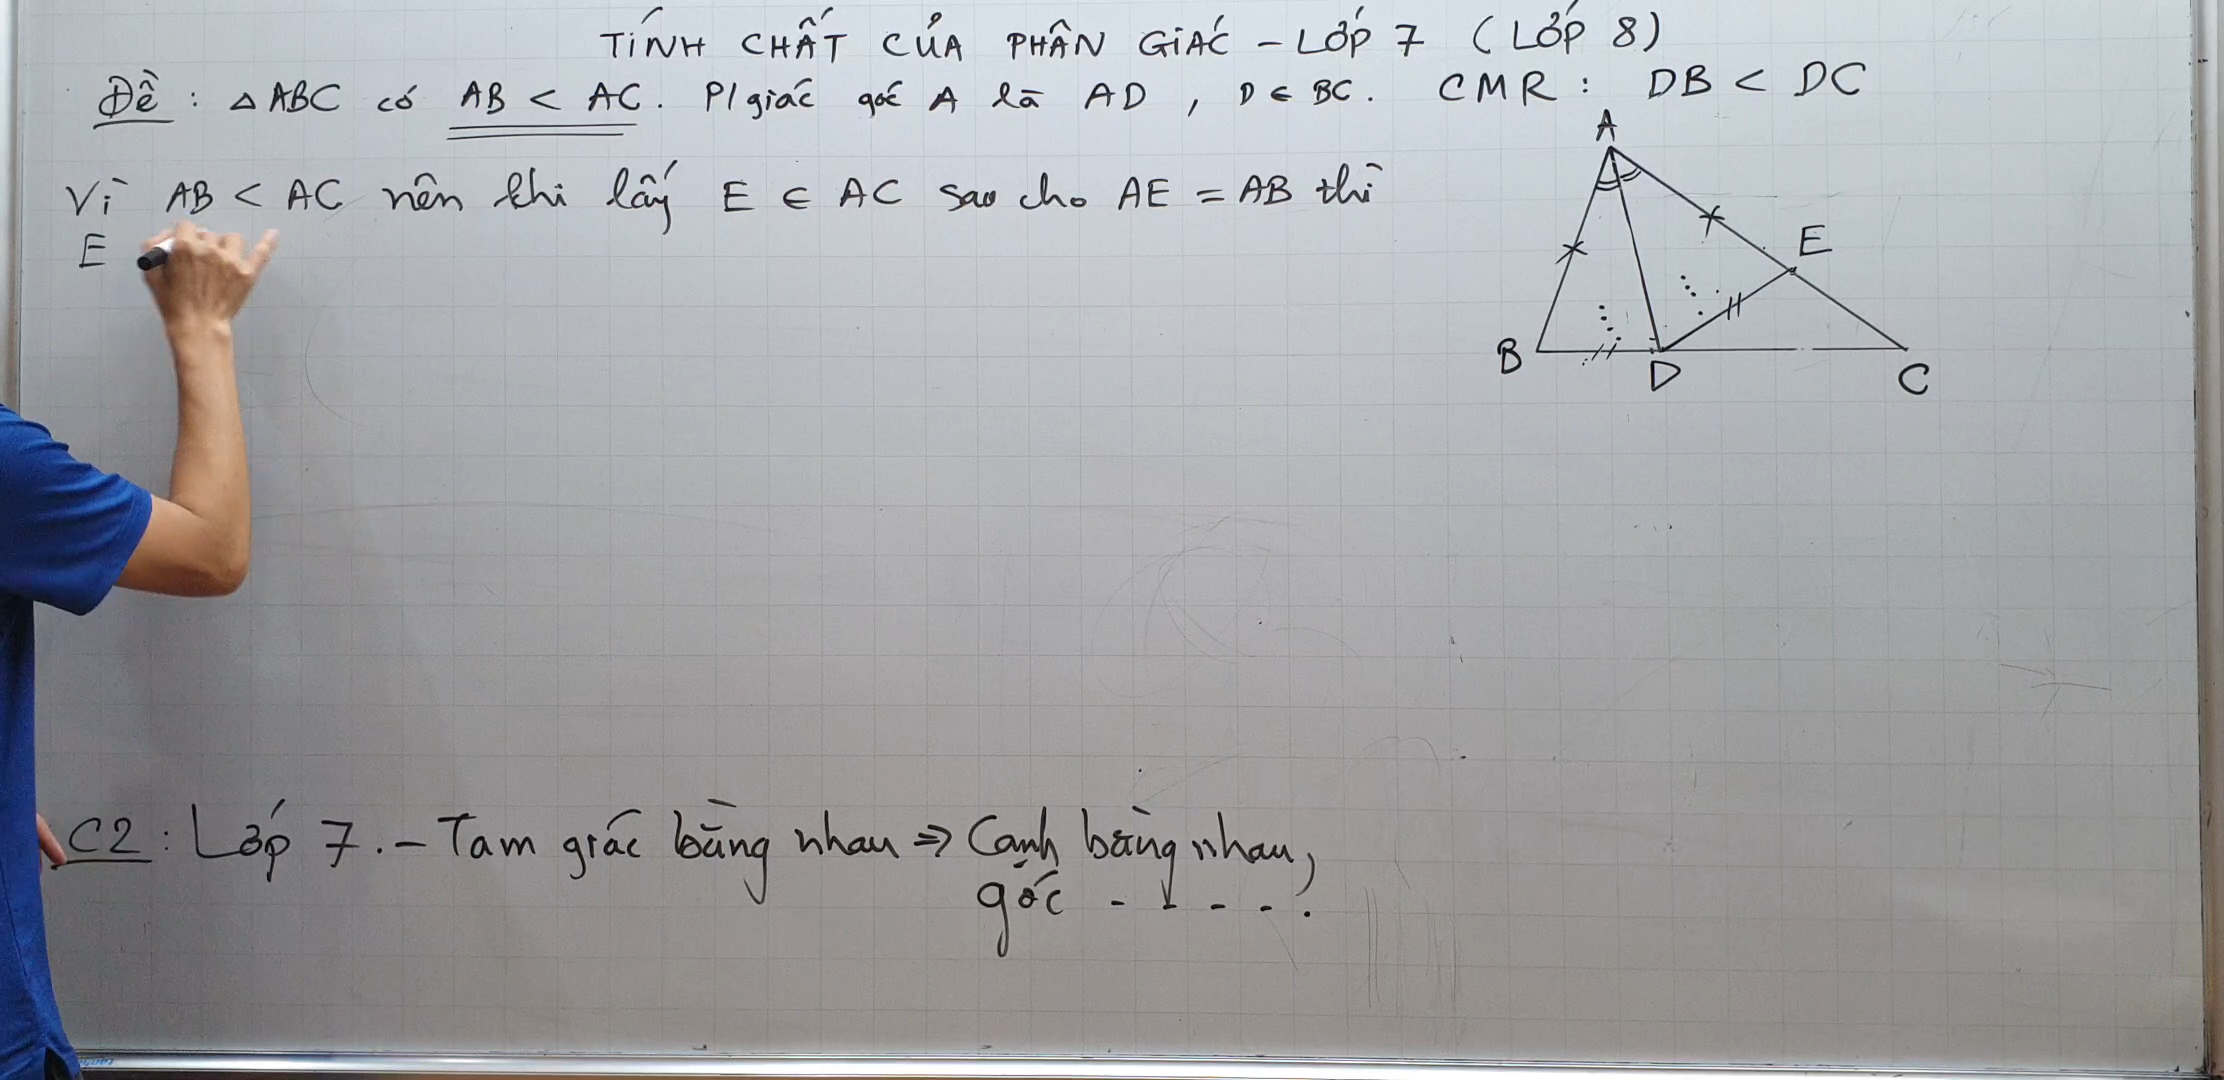 TÍNH CHẤT CỦA PHÂN GIÁC - LỚP 7 (LỚP 8)
Đề: △ABC có AB < AC. P/giác góc A là AD, D ∈ BC. CMR: DB < DC
Vì AB < AC nên khi lấy E ∈ AC sao cho AE = AB thì
E
A
E
B
D
C
C2: Lớp 7. - Tam giác bằng nhau ⇒ Cạnh bằng nhau,
góc - - - - .